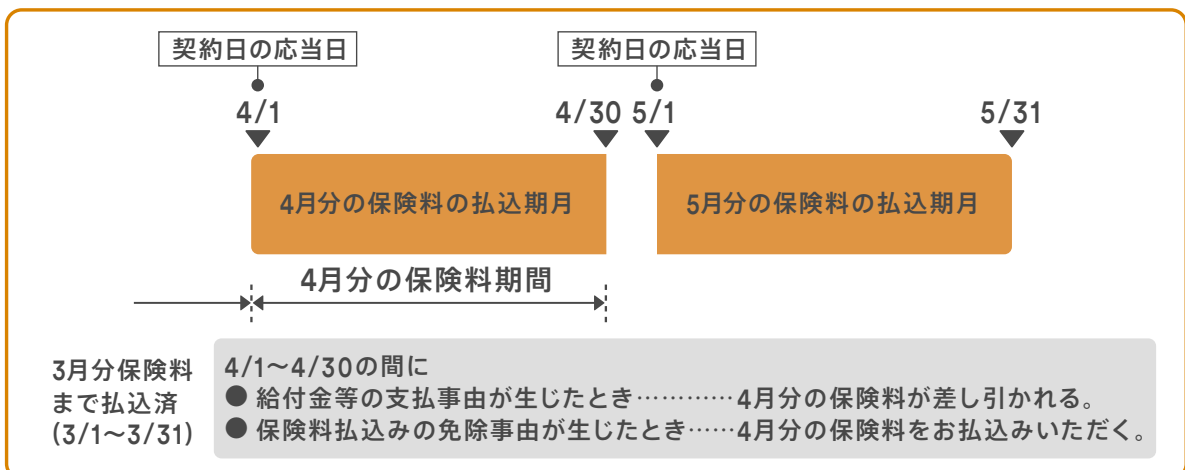 契約日の応当日 契約日の応当日
4/1 4/30 5/1 5/31
4月分の保険料の払込期月 5月分の保険料の払込期月
4月分の保険料期間
3月分保険料
まで払込済
(3/1〜3/31)
4/1〜4/30の間に
● 給付金等の支払事由が生じたとき…………4月分の保険料が差し引かれる。
● 保険料払込みの免除事由が生じたとき……4月分の保険料をお払込みいただく。